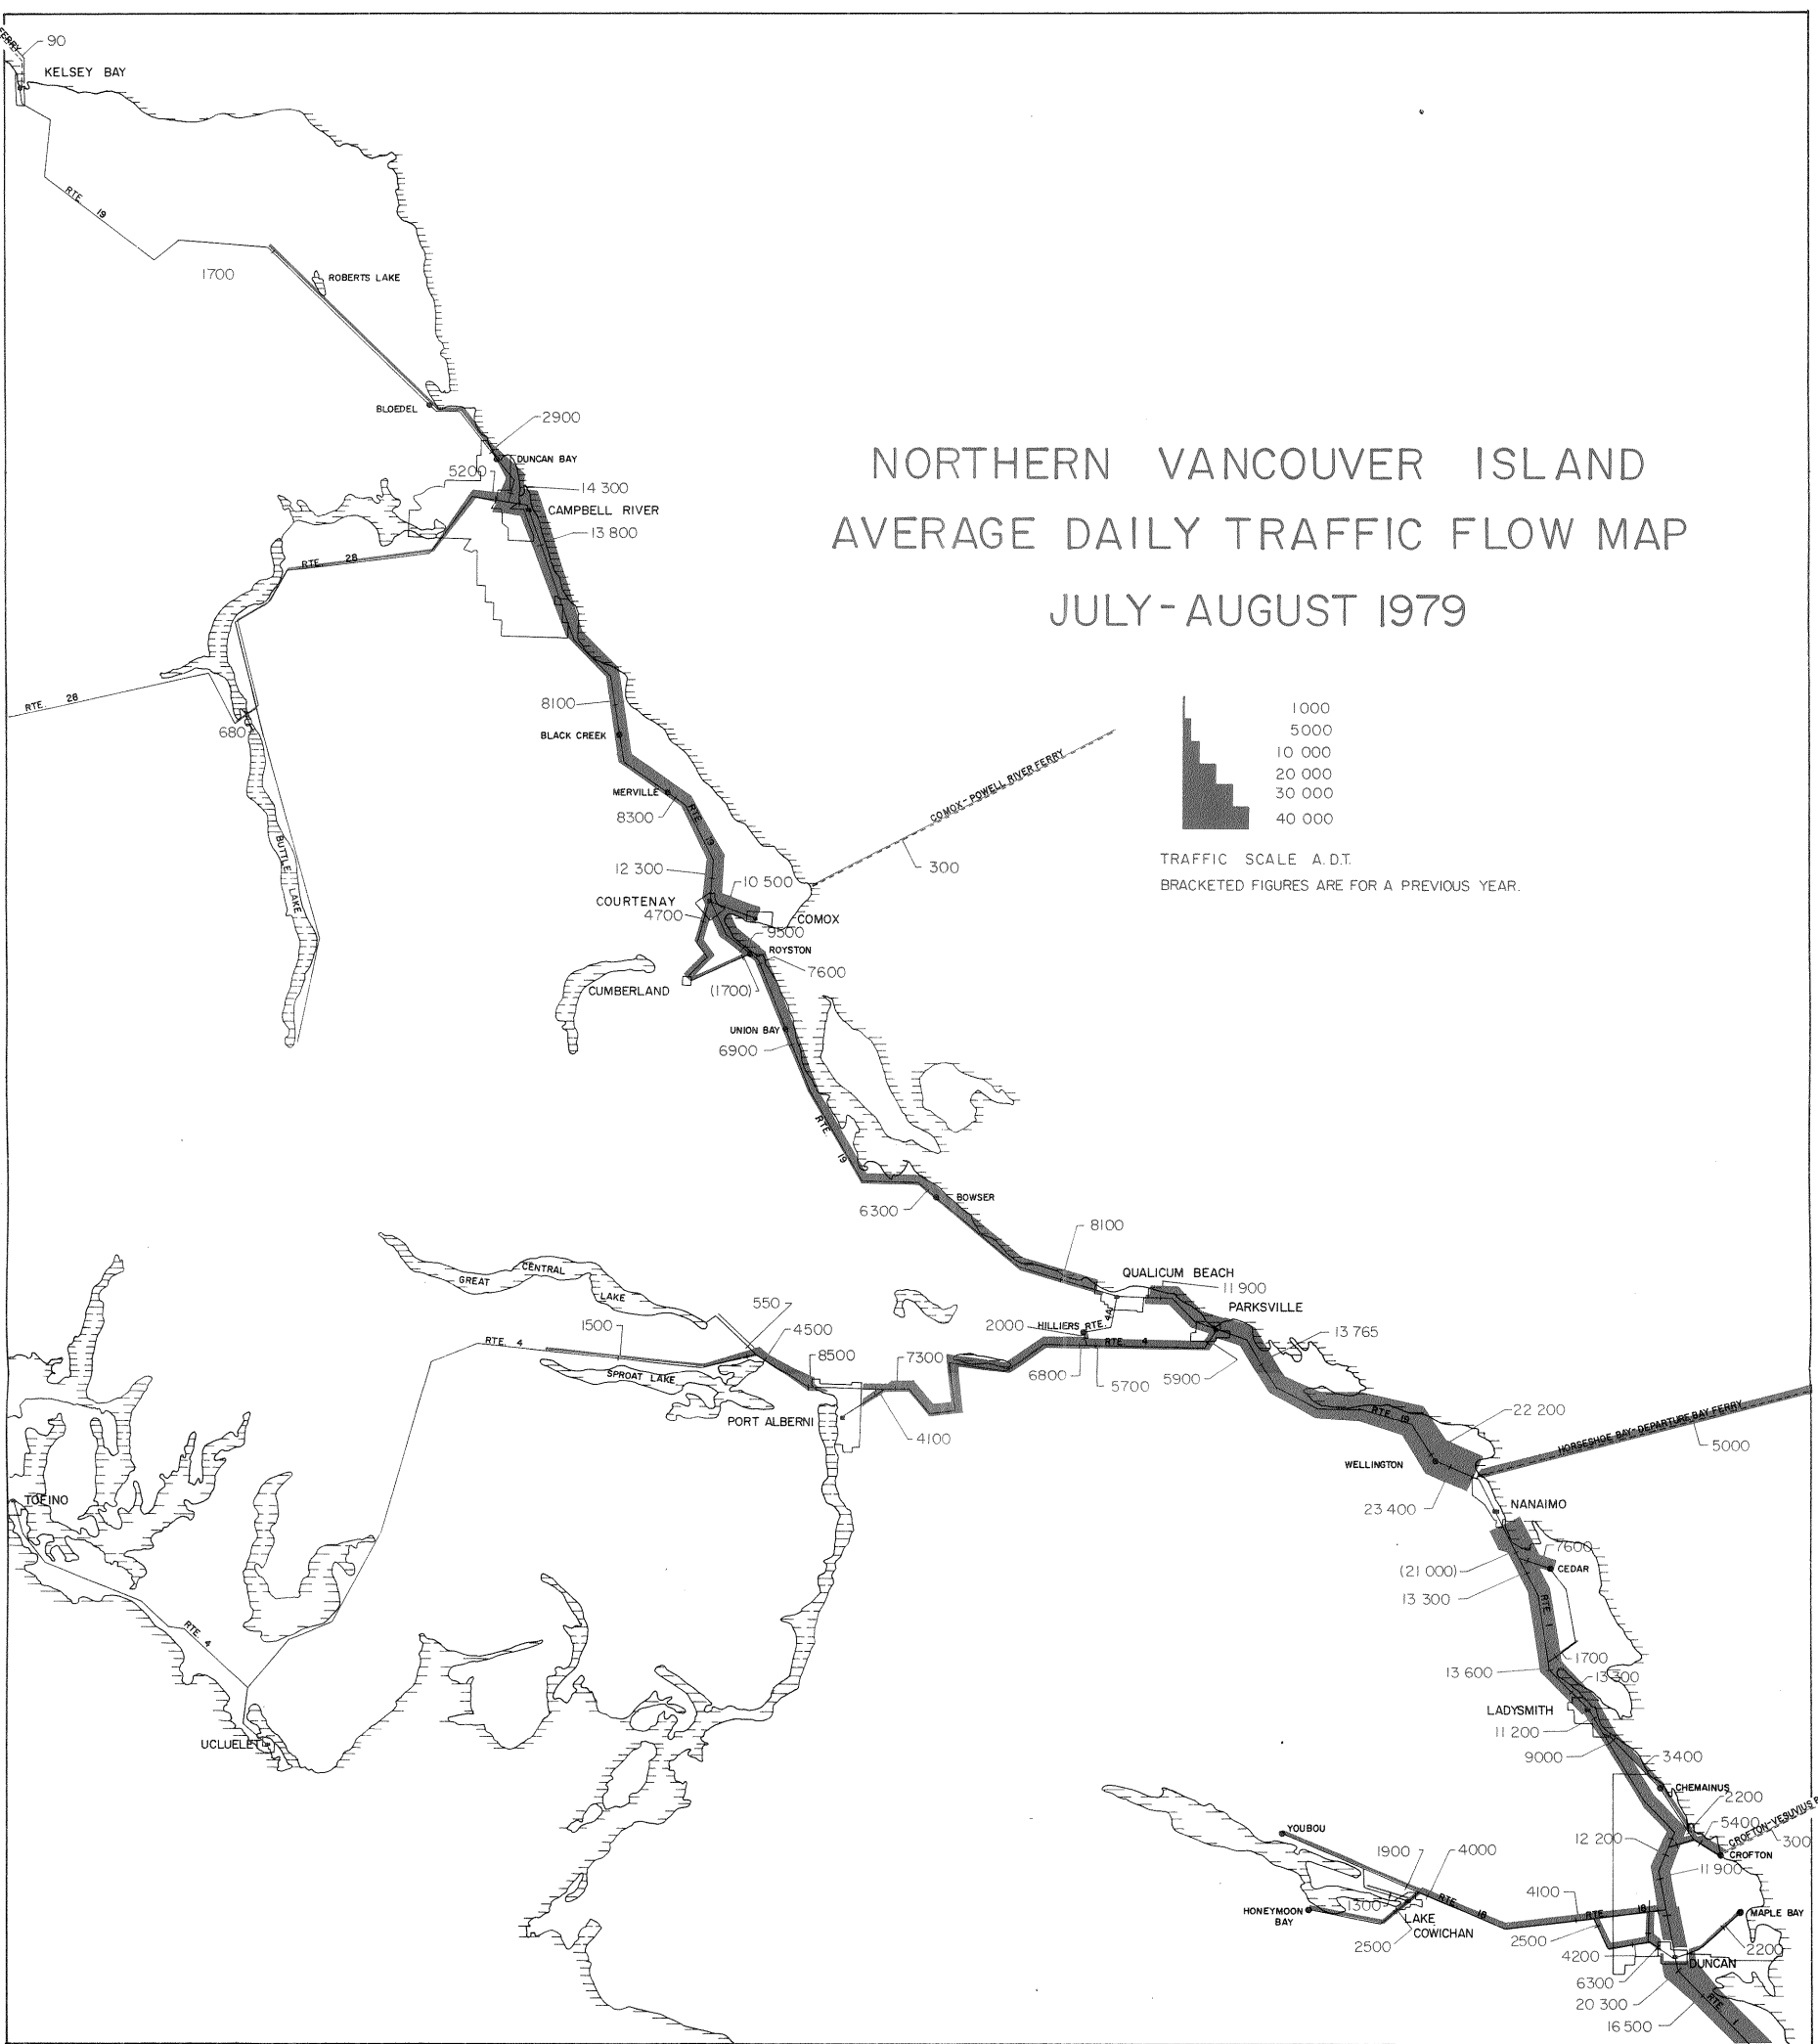 FERRY
90
KELSEY BAY
RTE. 19
1700
ROBERTS LAKE
BLOEDEL
2900
DUNCAN BAY
5200
14 300
CAMPBELL RIVER
13 800
NORTHERN VANCOUVER ISLAND
AVERAGE DAILY TRAFFIC FLOW MAP
JULY-AUGUST 1979
RTE. 28
RTE. 28
680
BUTTLE LAKE
8100
BLACK CREEK
MERVILLE
8300
RTE. 19
1000
5000
10 000
20 000
30 000
40 000
TRAFFIC SCALE A.D.T.
BRACKETED FIGURES ARE FOR A PREVIOUS YEAR.
COMOX-POWELL RIVER FERRY
300
12 300
10 500
COURTENAY
4700
COMOX
9500
ROYSTON
7600
CUMBERLAND
(1700)
UNION BAY
6900
RTE. 19
6300
BOWSER
8100
QUALICUM BEACH
11 900
PARKSVILLE
GREAT CENTRAL LAKE
550
1500
4500
RTE. 4
8500
7300
SPROAT LAKE
PORT ALBERNI
4100
2000
HILLIERS
RTE. 4A
RTE. 4
6800
5700
5900
13 765
RTE. 19
22 200
HORSESHOE BAY-DEPARTURE BAY FERRY
5000
WELLINGTON
23 400
NANAIMO
(21 000)
7600
CEDAR
13 300
RTE. 1
TOFINO
RTE. 4
UCLUELET
1700
13 600
13 300
LADYSMITH
11 200
9000
3400
CHEMAINUS
2200
5400
CROFTON-VESUVIUS
300
12 200
CROFTON
11 900
YOUBOU
1900
4000
RTE. 18
1300
HONEYMOON
BAY
LAKE
COWICHAN
2500
4100
RTE. 18
MAPLE BAY
2500
2200
4200
DUNCAN
6300
20 300
16 500
RTE. 1